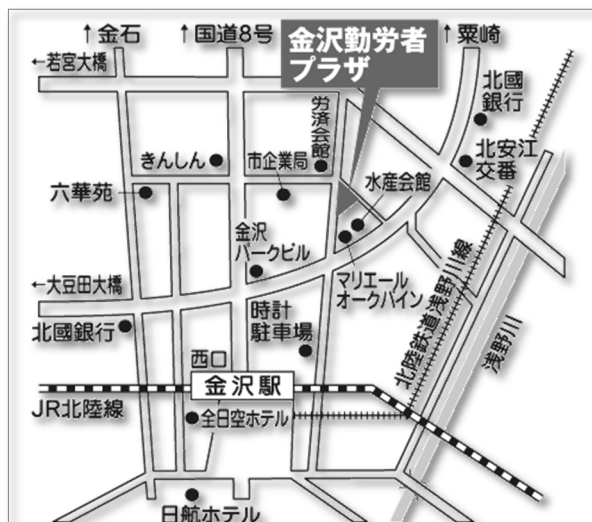 ↑金石
↑国道8号
金沢勤労者
プラザ
↑粟崎
←若宮大橋
北國
銀行
労済会館
きんしん
市企業局
北安江
交番
六華苑
水産会館
金沢
パークビル
←大豆田大橋
マリエール
オークパイン
北陸鉄道浅野川線
浅野川
北國銀行
時計
駐車場
西口
金沢駅
JR北陸線
全日空ホテル
日航ホテル